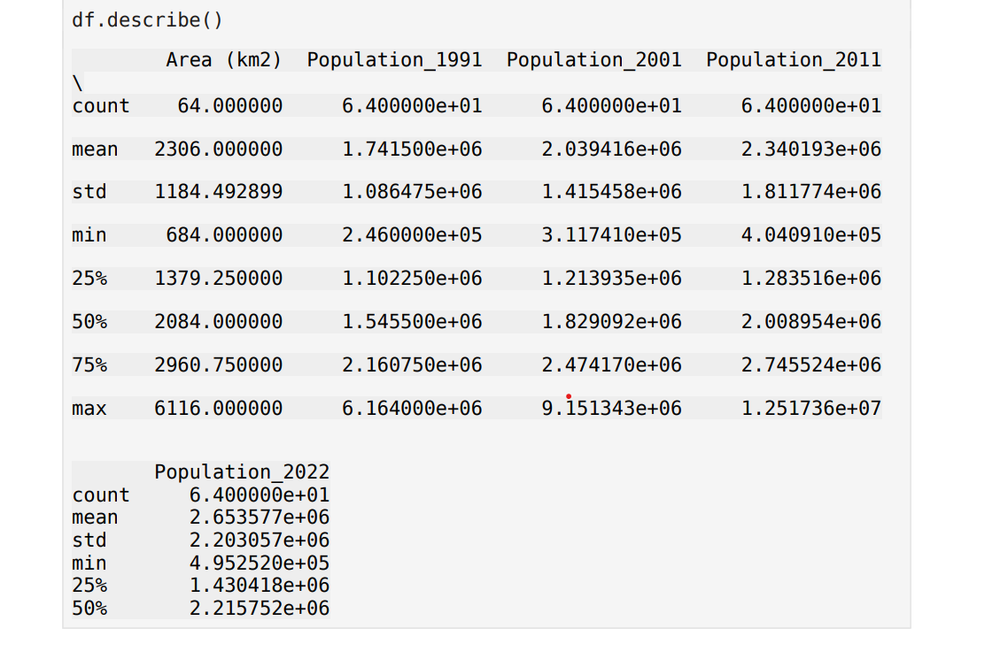 df.describe()
Area (km2) Population_1991 Population_2001 Population_2011
\
count 64.000000 6.400000e+01 6.400000e+01 6.400000e+01
mean 2306.000000 1.741500e+06 2.039416e+06 2.340193e+06
std 1184.492899 1.086475e+06 1.415458e+06 1.811774e+06
min 684.000000 2.460000e+05 3.117410e+05 4.040910e+05
25% 1379.250000 1.102250e+06 1.213935e+06 1.283516e+06
50% 2084.000000 1.545500e+06 1.829092e+06 2.008954e+06
75% 2960.750000 2.160750e+06 2.474170e+06 2.745524e+06
max 6116.000000 6.164000e+06 9.151343e+06 1.251736e+07
Population_2022
count 6.400000e+01
mean 2.653577e+06
std 2.203057e+06
min 4.952520e+05
25% 1.430418e+06
50% 2.215752e+06